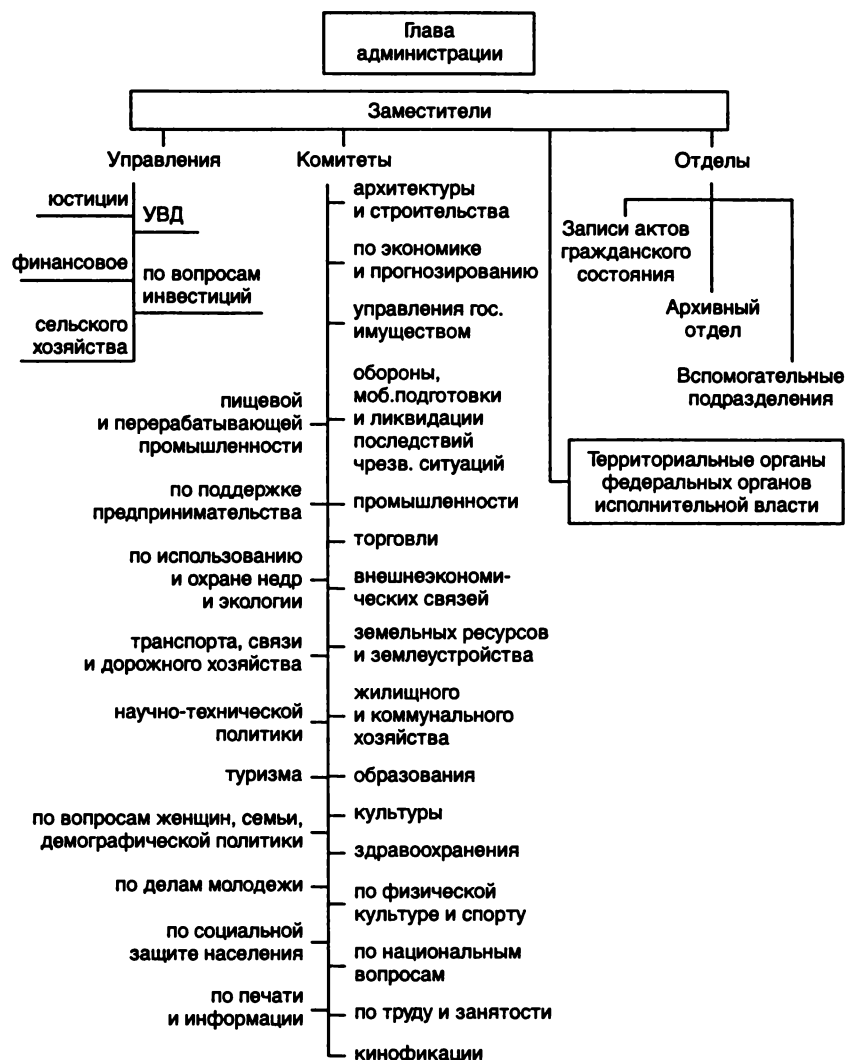 Глава
администрации
Заместители
Управления
юстиции
УВД
финансовое
по вопросам
инвестиций
сельского
хозяйства
Комитеты
архитектуры
и строительства
по экономике
и прогнозированию
управления гос.
имуществом
обороны,
моб.подготовки
и ликвидации
последствий
чрезв. ситуаций
промышленности
торговли
внешнеэкономи-
ческих связей
земельных ресурсов
и землеустройства
жилищного
и коммунального
хозяйства
образования
культуры
здравоохранения
по физической
культуре и спорту
по национальным
вопросам
по труду и занятости
кинофикации
пищевой
и перерабатывающей
промышленности
по поддержке
предпринимательства
по использованию
и охране недр
и экологии
транспорта, связи
и дорожного хозяйства
научно-технической
политики
туризма
по вопросам женщин, семьи,
демографической политики
по делам молодежи
по социальной
защите населения
по печати
и информации
Отделы
Записи актов
гражданского
состояния
Архивный
отдел
Вспомогательные
подразделения
Территориальные органы
федеральных органов
исполнительной власти